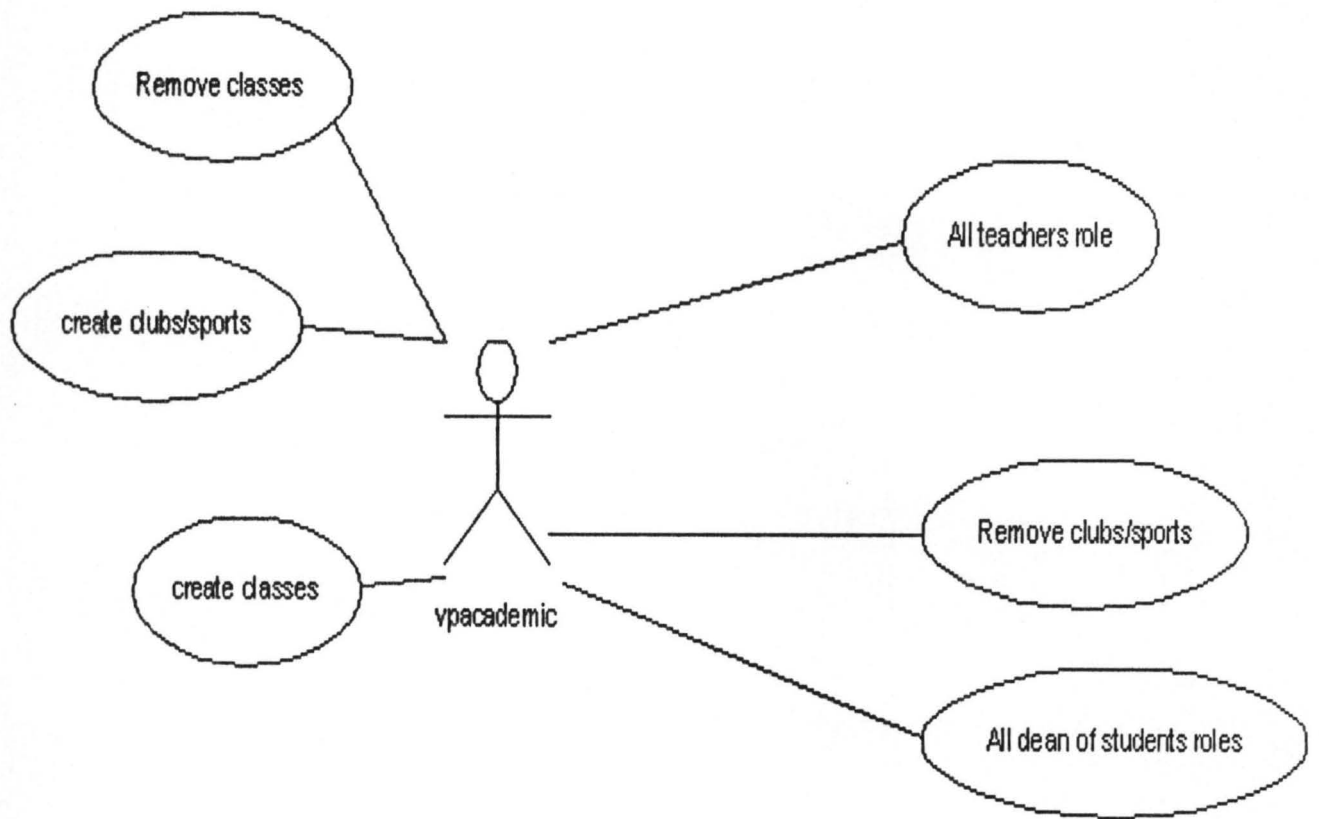 Remove classes
All teachers role
create clubs/sports
Remove clubs/sports
create classes
vpacademic
All dean of students roles